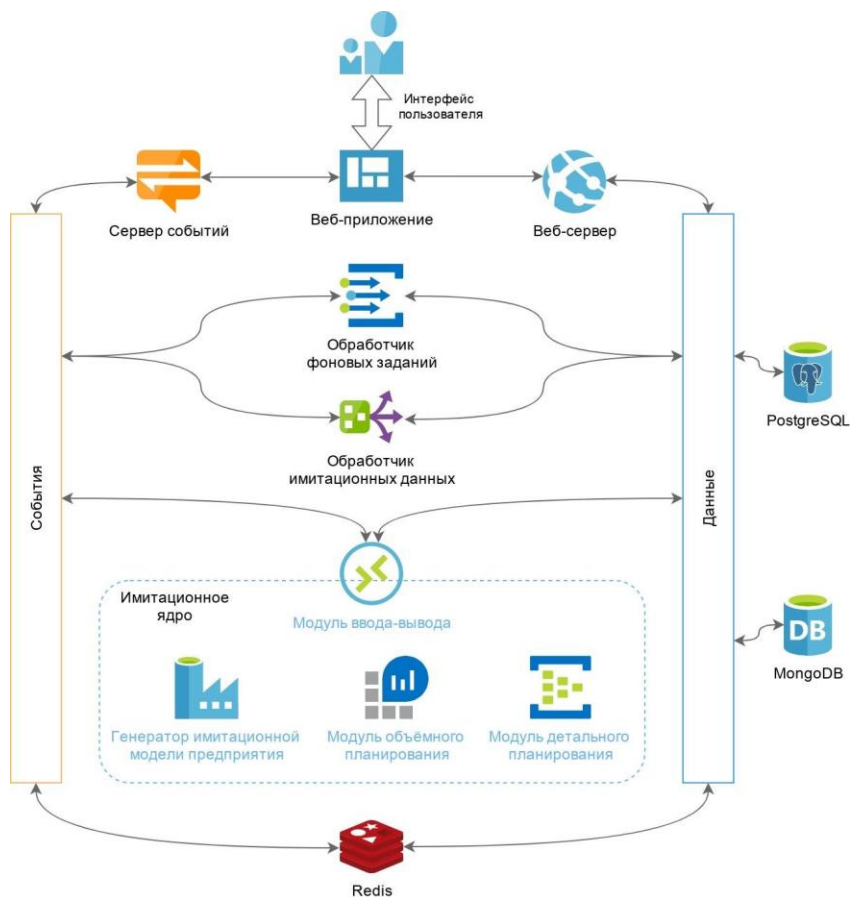 Интерфейс
пользователя
Сервер событий
Веб-приложение
Веб-сервер
Обработчик
фоновых заданий
PostgreSQL
Обработчик
имитационных данных
События
Данные
Имитационное
ядро
Модуль ввода-вывода
DB
MongoDB
Генератор имитационной
модели предприятия
Модуль объёмного
планирования
Модуль детального
планирования
Redis